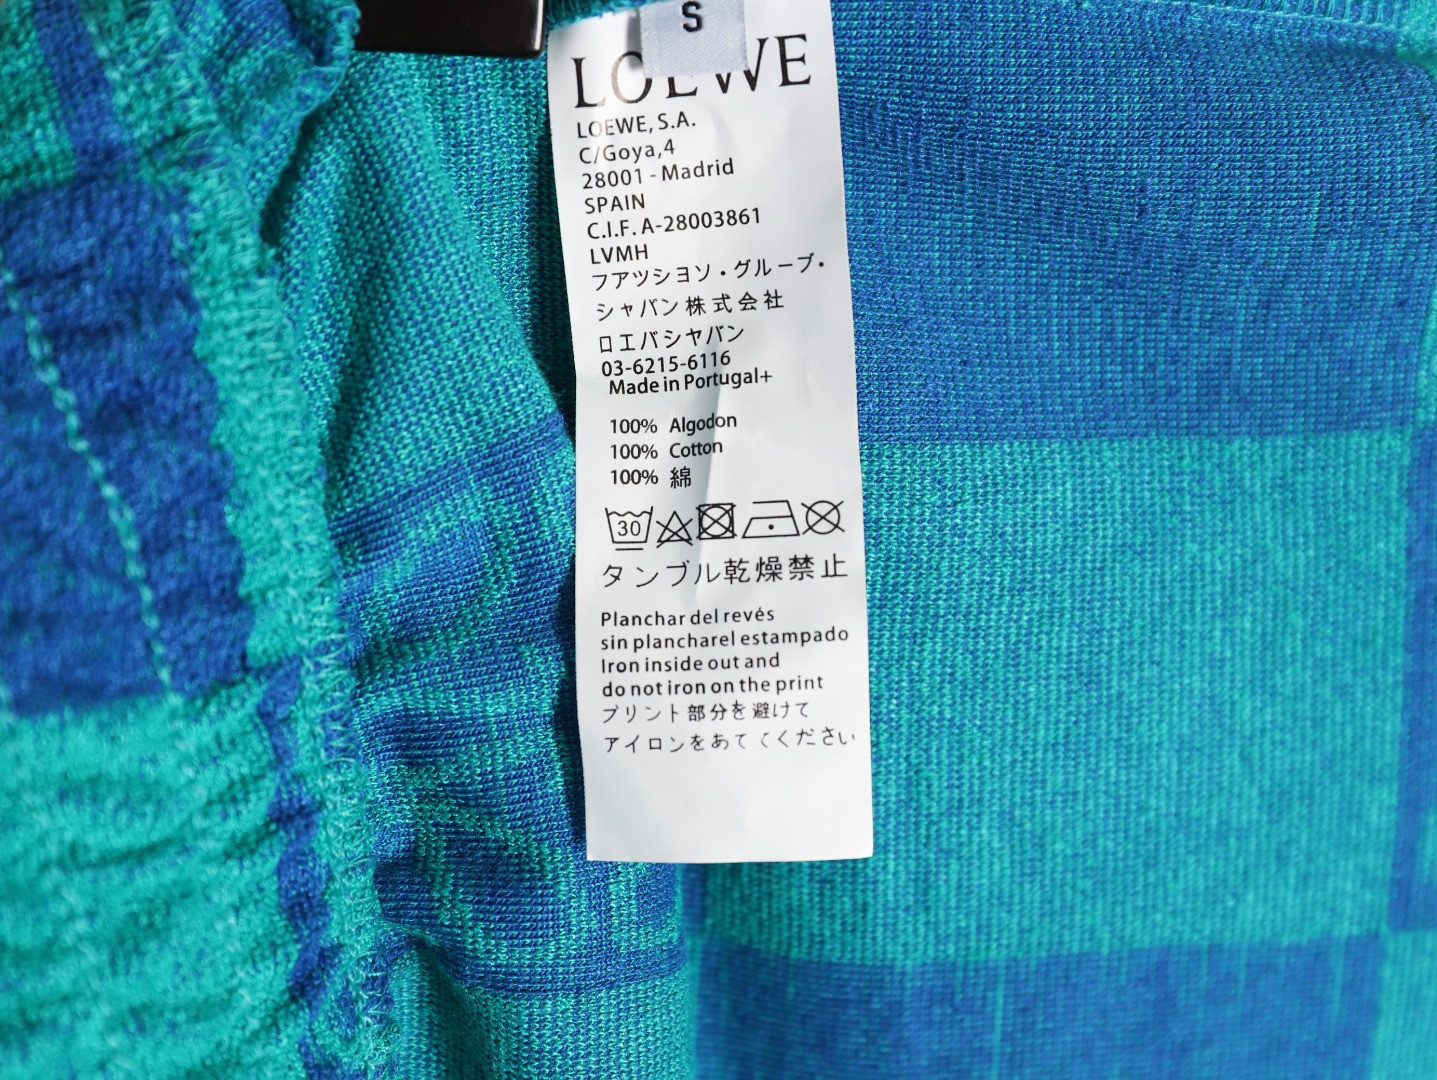 S
LOEWE
LOEWE, S.A.
C/Goya,4
28001 - Madrid
SPAIN
C.I.F. A-28003861
LVMH
フアツシヨソ・グループ・
シャバン株式会社
ロエバシヤバン
03-6215-6116
Made in Portugal+
100% Algodon
100% Cotton
100% 綿
30
タンブル乾燥禁止
Planchar del revés
sin plancharel estampado
Iron inside out and
do not iron on the print
プリント部分を避けて
アイロンをあててください